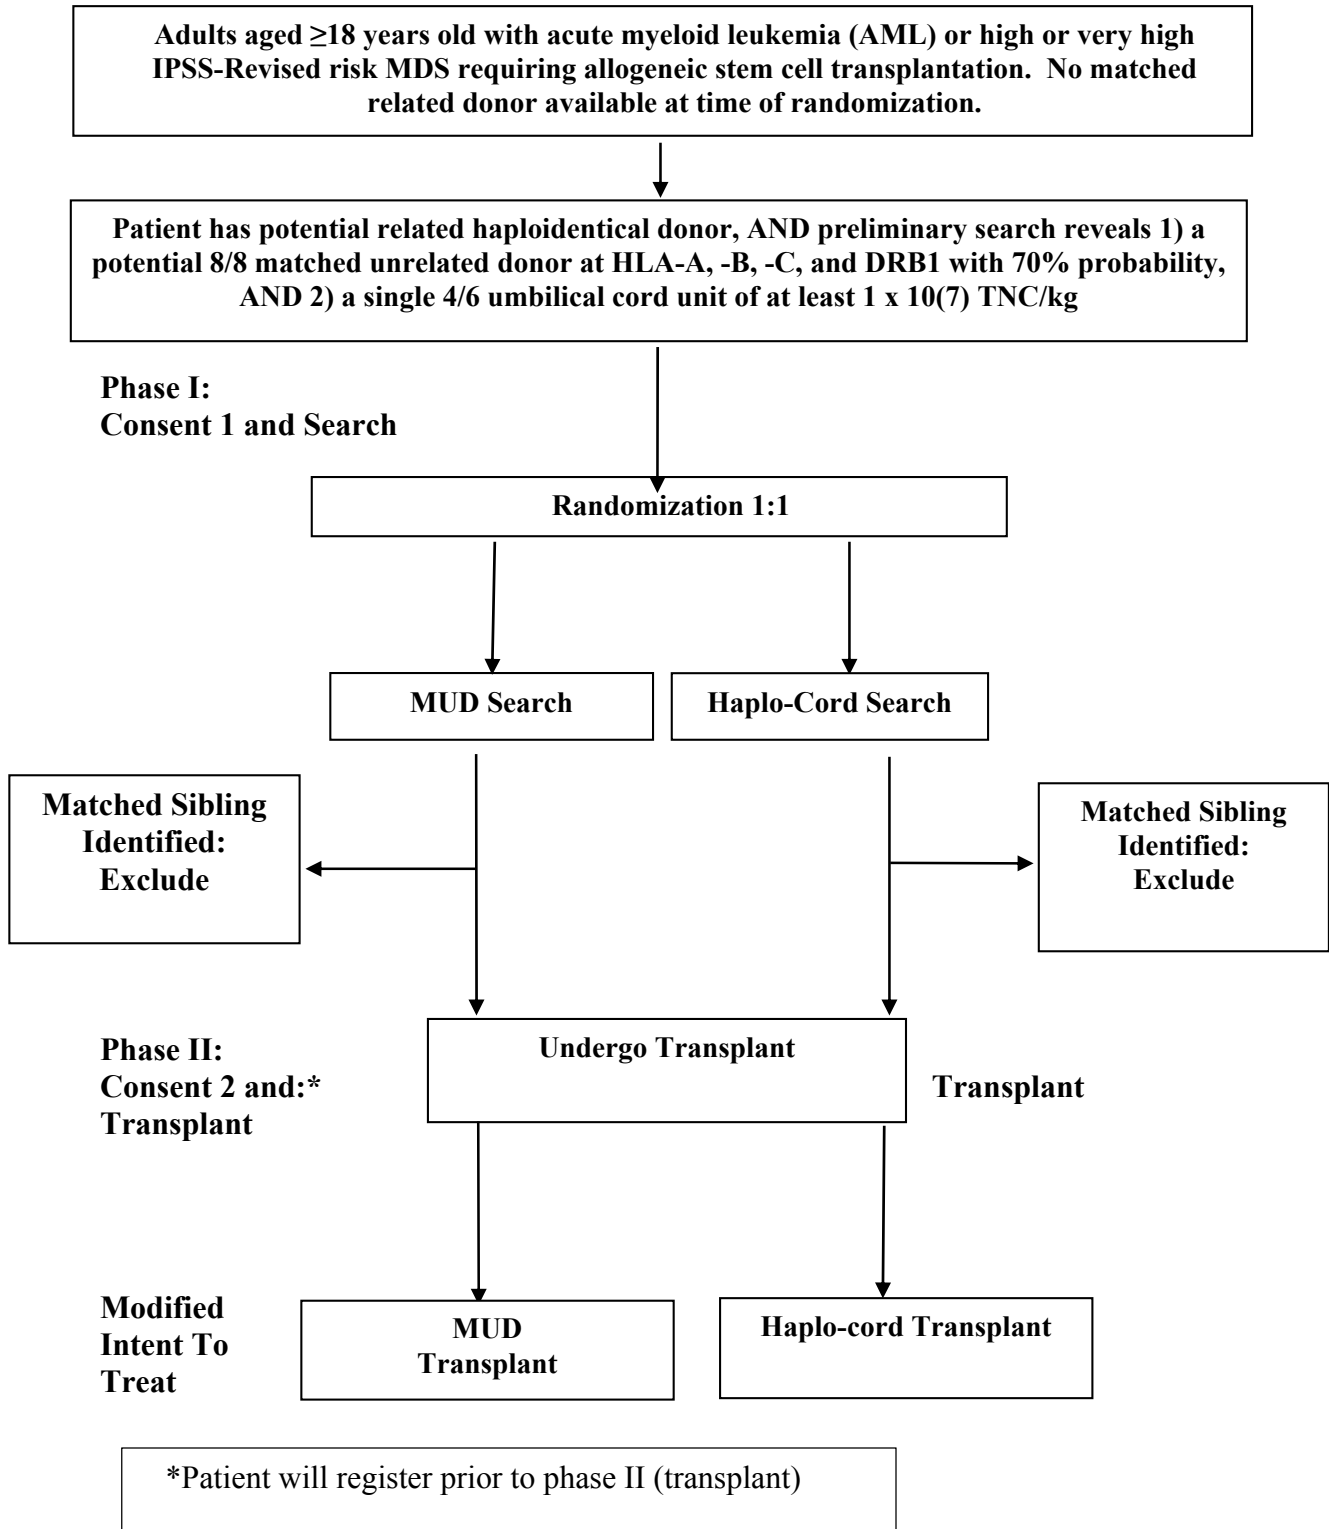 Adults aged ≥18 years old with acute myeloid leukemia (AML) or high or very high
IPSS-Revised risk MDS requiring allogeneic stem cell transplantation.  No matched
related donor available at time of randomization.
Patient has potential related haploidentical donor, AND preliminary search reveals 1) a
potential 8/8 matched unrelated donor at HLA-A, -B, -C, and DRB1 with 70% probability,
AND 2) a single 4/6 umbilical cord unit of at least 1 x 10(7) TNC/kg
Phase I:
Consent 1 and Search
Randomization 1:1
MUD Search
Haplo-Cord Search
Matched Sibling
Identified:
Exclude
Matched Sibling
Identified:
Exclude
Phase II:
Consent 2 and:*
Transplant
Undergo Transplant
Transplant
Modified
Intent To
Treat
MUD
Transplant
Haplo-cord Transplant
*Patient will register prior to phase II (transplant)